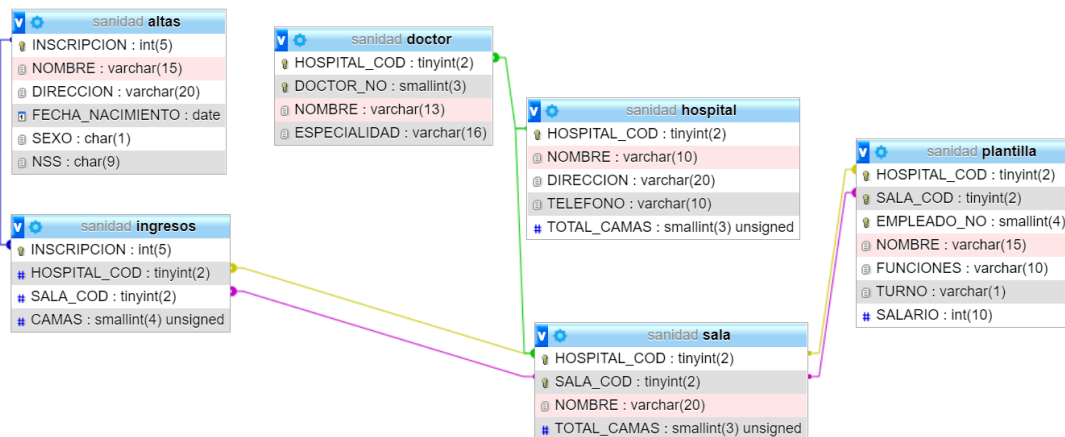 sanidad altas
INSCRIPCION : int(5)
NOMBRE : varchar(15)
DIRECCION : varchar(20)
FECHA_NACIMIENTO : date
SEXO : char(1)
NSS : char(9)
sanidad doctor
HOSPITAL_COD : tinyint(2)
DOCTOR_NO : smallint(3)
NOMBRE : varchar(13)
ESPECIALIDAD : varchar(16)
sanidad hospital
HOSPITAL_COD : tinyint(2)
NOMBRE : varchar(10)
DIRECCION : varchar(20)
TELEFONO : varchar(10)
# TOTAL_CAMAS : smallint(3) unsigned
sanidad plantilla
HOSPITAL_COD : tinyint(2)
SALA_COD : tinyint(2)
EMPLEADO_NO : smallint(4)
NOMBRE : varchar(15)
FUNCIONES : varchar(10)
TURNO : varchar(1)
# SALARIO : int(10)
sanidad ingresos
INSCRIPCION : int(5)
# HOSPITAL_COD : tinyint(2)
# SALA_COD : tinyint(2)
# CAMAS : smallint(4) unsigned
sanidad sala
HOSPITAL_COD : tinyint(2)
SALA_COD : tinyint(2)
NOMBRE : varchar(20)
# TOTAL_CAMAS : smallint(3) unsigned